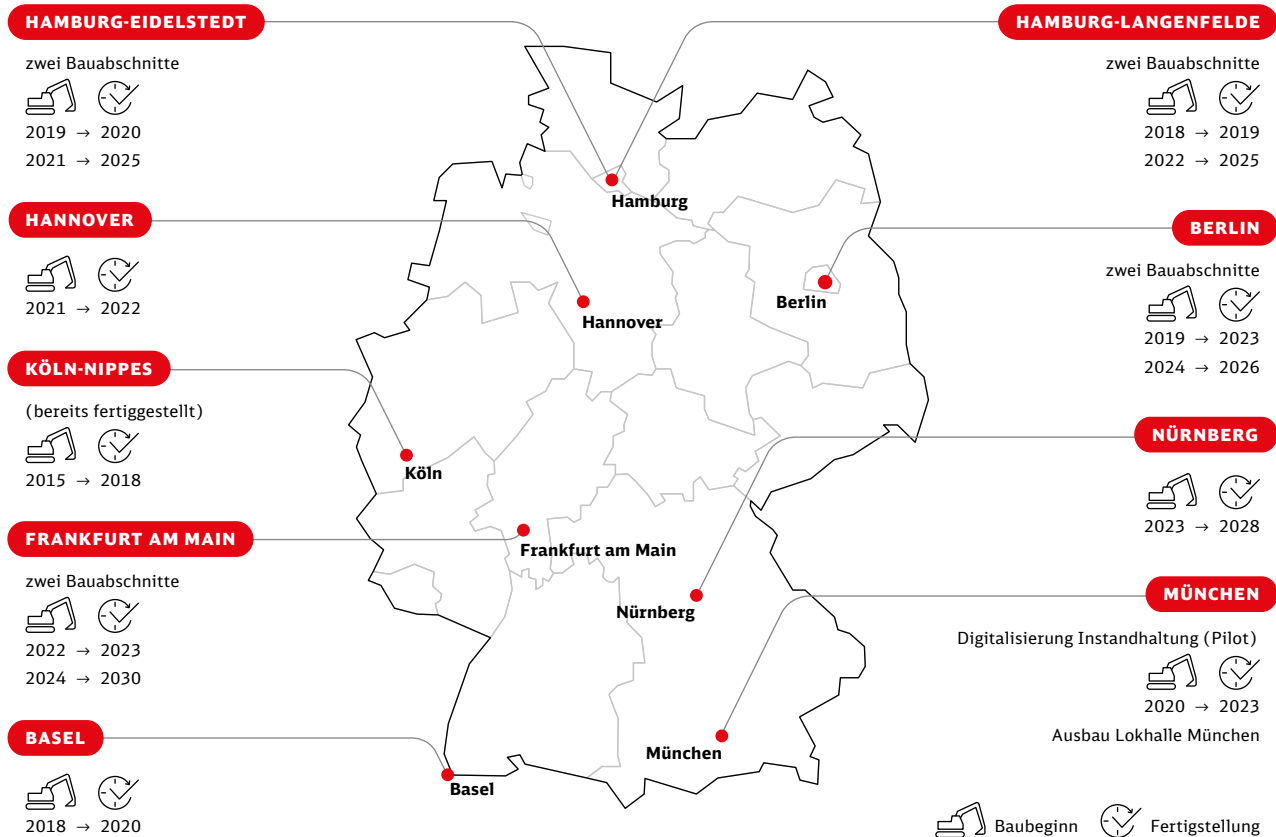 HAMBURG-EIDELSTEDT
zwei Bauabschnitte
2019 → 2020
2021 → 2025
HANNOVER
2021 → 2022
KÖLN-NIPPES
(bereits fertiggestellt)
2015 → 2018
FRANKFURT AM MAIN
zwei Bauabschnitte
2022 → 2023
2024 → 2030
BASEL
2018 → 2020
Hamburg
Hannover
Berlin
Köln
Frankfurt am Main
Nürnberg
München
Basel
HAMBURG-LANGENFELDE
zwei Bauabschnitte
2018 → 2019
2022 → 2025
BERLIN
zwei Bauabschnitte
2019 → 2023
2024 → 2026
NÜRNBERG
2023 → 2028
MÜNCHEN
Digitalisierung Instandhaltung (Pilot)
2020 → 2023
Ausbau Lokhalle München
Baubeginn Fertigstellung